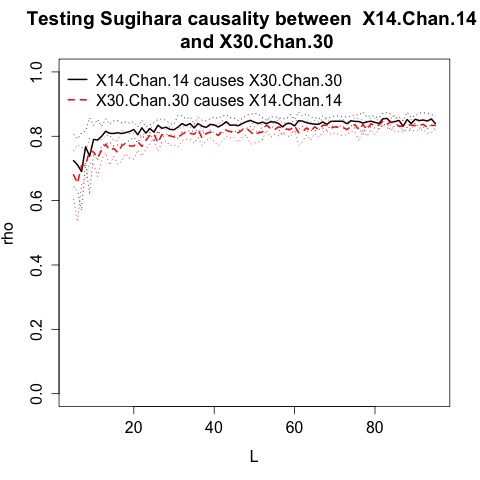 Testing Sugihara causality between X14.Chan.14
and X30.Chan.30
X14.Chan.14 causes X30.Chan.30
X30.Chan.30 causes X14.Chan.14
rho
1.0
0.8
0.6
0.4
0.2
0.0
20 40 60 80
L